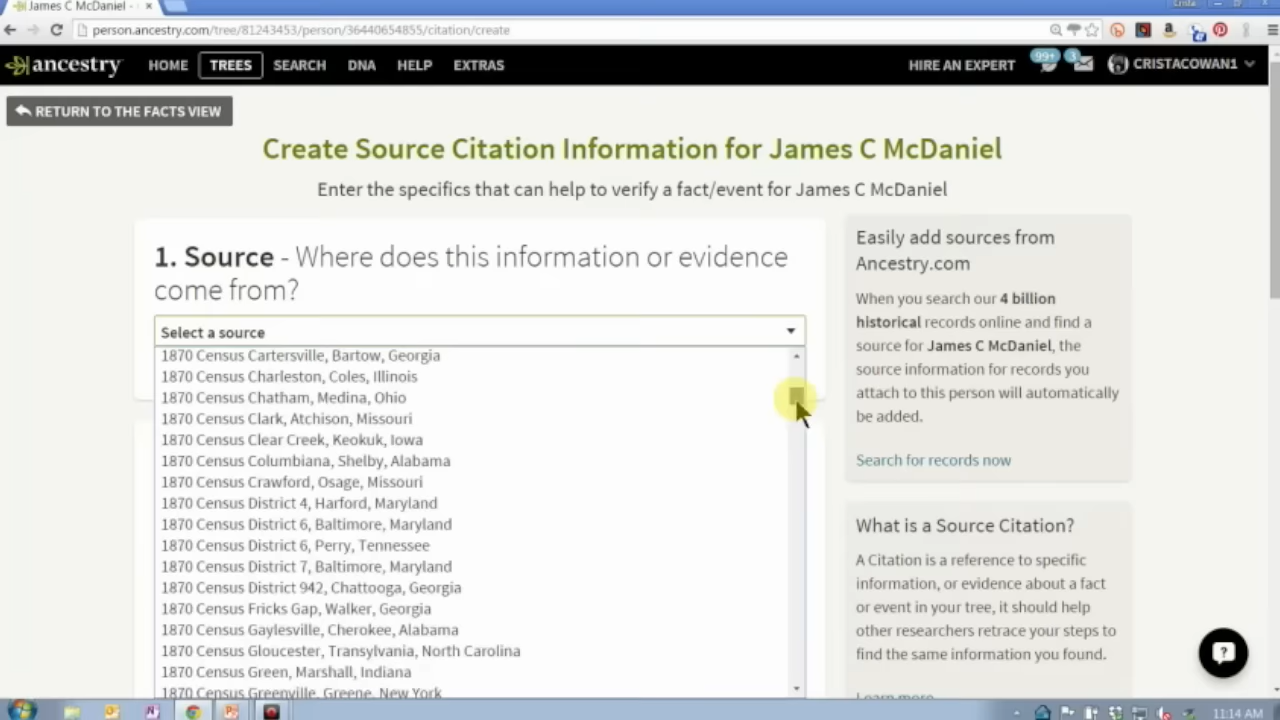 James C McDaniel -
Crista
person.ancestry.com/tree/81243453/person/36440654855/citation/create
ancestry HOME TREES SEARCH DNA HELP EXTRAS HIRE AN EXPERT 99+ 3 CRISTACOWAN1
RETURN TO THE FACTS VIEW
Create Source Citation Information for James C McDaniel
Enter the specifics that can help to verify a fact/event for James C McDaniel
1. Source - Where does this information or evidence
come from?
Select a source
1870 Census Cartersville, Bartow, Georgia
1870 Census Charleston, Coles, Illinois
1870 Census Chatham, Medina, Ohio
1870 Census Clark, Atchison, Missouri
1870 Census Clear Creek, Keokuk, Iowa
1870 Census Columbiana, Shelby, Alabama
1870 Census Crawford, Osage, Missouri
1870 Census District 4, Harford, Maryland
1870 Census District 6, Baltimore, Maryland
1870 Census District 6, Perry, Tennessee
1870 Census District 7, Baltimore, Maryland
1870 Census District 942, Chattooga, Georgia
1870 Census Fricks Gap, Walker, Georgia
1870 Census Gaylesville, Cherokee, Alabama
1870 Census Gloucester, Transylvania, North Carolina
1870 Census Green, Marshall, Indiana
1870 Census Greenville, Greene, New York
Easily add sources from
Ancestry.com
When you search our 4 billion
historical records online and find a
source for James C McDaniel, the
source information for records you
attach to this person will automatically
be added.
Search for records now
What is a Source Citation?
A Citation is a reference to specific
information, or evidence about a fact
or event in your tree, it should help
other researchers retrace your steps to
find the same information you found.
Learn more
11:14 AM